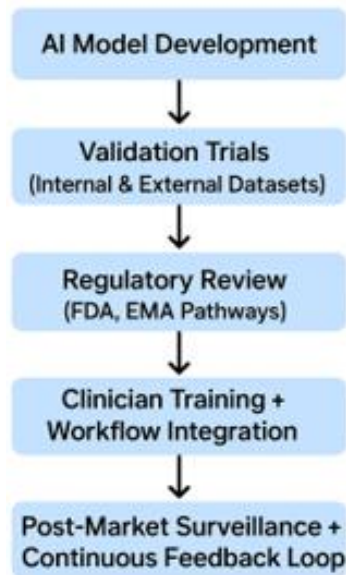 AI Model Development
Validation Trials
(Internal & External Datasets)
Regulatory Review
(FDA, EMA Pathways)
Clinician Training +
Workflow Integration
Post-Market Surveillance +
Continuous Feedback Loop